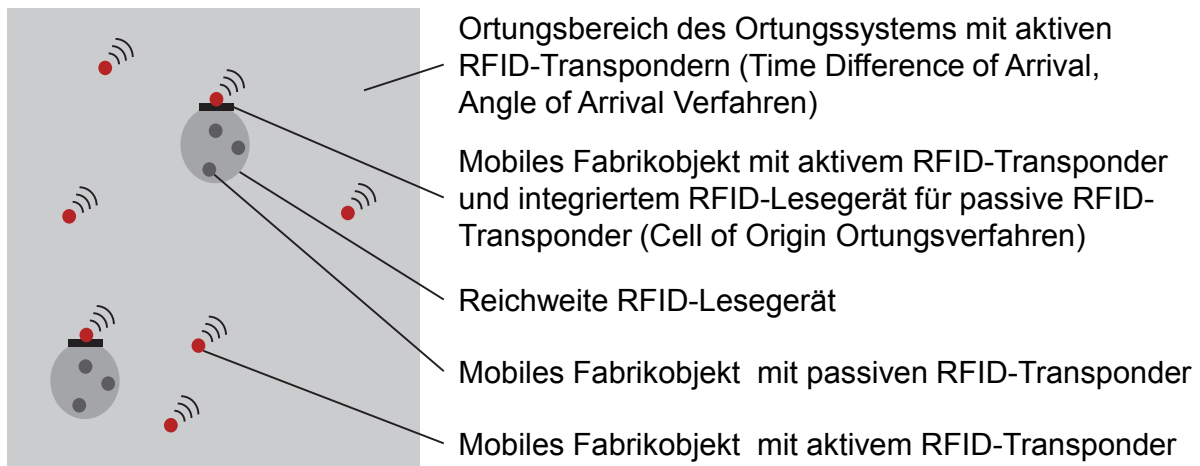 Ortungsbereich des Ortungssystems mit aktiven
RFID-Transpondern (Time Difference of Arrival,
Angle of Arrival Verfahren)
Mobiles Fabrikobjekt mit aktivem RFID-Transponder
und integriertem RFID-Lesegerät für passive RFID-
Transponder (Cell of Origin Ortungsverfahren)
Reichweite RFID-Lesegerät
Mobiles Fabrikobjekt  mit passiven RFID-Transponder
Mobiles Fabrikobjekt  mit aktivem RFID-Transponder